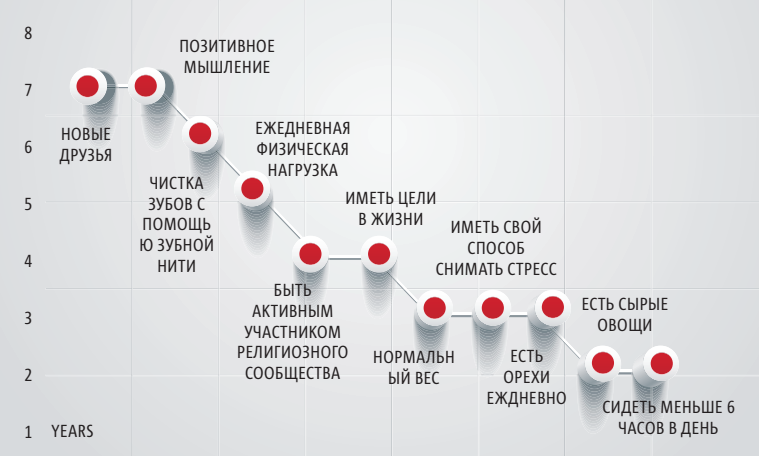 8
7
6
5
4
3
2
1 YEARS
НОВЫЕ
ДРУЗЬЯ
ПОЗИТИВНОЕ
МЫШЛЕНИЕ
ЧИСТКА
ЗУБОВ С
ПОМОЩЬ
Ю ЗУБНОЙ
НИТИ
ЕЖЕДНЕВНАЯ
ФИЗИЧЕСКАЯ
НАГРУЗКА
БЫТЬ
АКТИВНЫМ
УЧАСТНИКОМ
РЕЛИГИОЗНОГО
СООБЩЕСТВА
ИМЕТЬ ЦЕЛИ
В ЖИЗНИ
НОРМАЛЬН
ЫЙ ВЕС
ИМЕТЬ СВОЙ
СПОСОБ
СНИМАТЬ СТРЕСС
ЕСТЬ
ОРЕХИ
ЕЖДНЕВНО
ЕСТЬ СЫРЫЕ
ОВОЩИ
СИДЕТЬ МЕНЬШЕ 6
ЧАСОВ В ДЕНЬ